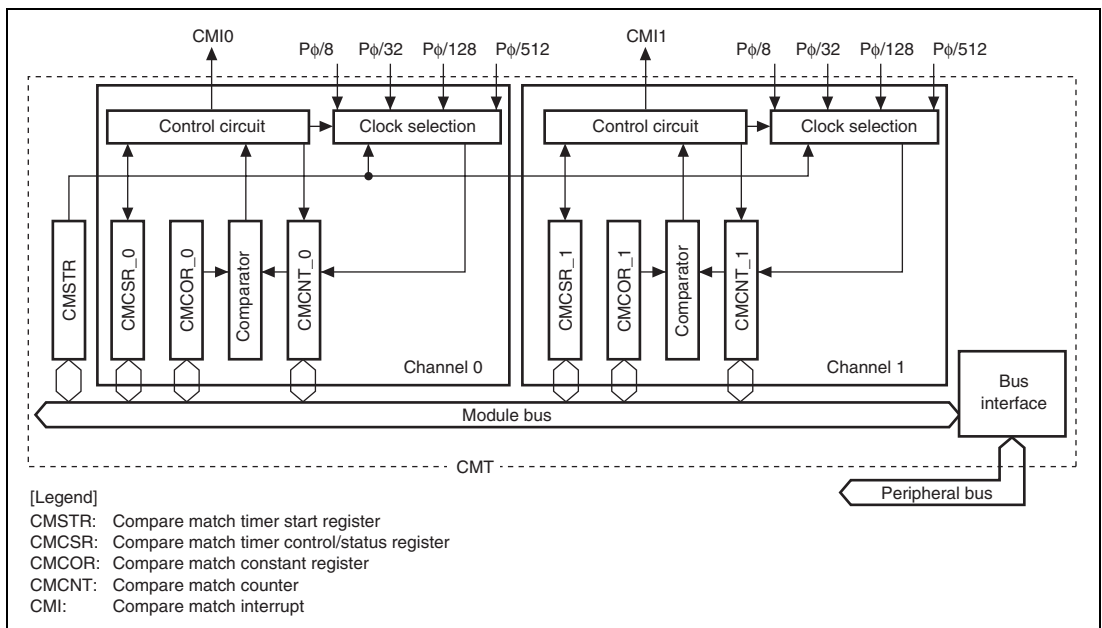 CMI0 Pφ/8 Pφ/32 Pφ/128 Pφ/512 CMI1 Pφ/8 Pφ/32 Pφ/128 Pφ/512
Control circuit Clock selection Control circuit Clock selection
CMSTR
CMCSR_0
CMCOR_0
Comparator
CMCNT_0
CMCSR_1
CMCOR_1
Comparator
CMCNT_1
Channel 0
Channel 1
Bus
interface
Module bus
CMT
Peripheral bus
[Legend]
CMSTR: Compare match timer start register
CMCSR: Compare match timer control/status register
CMCOR: Compare match constant register
CMCNT: Compare match counter
CMI: Compare match interrupt